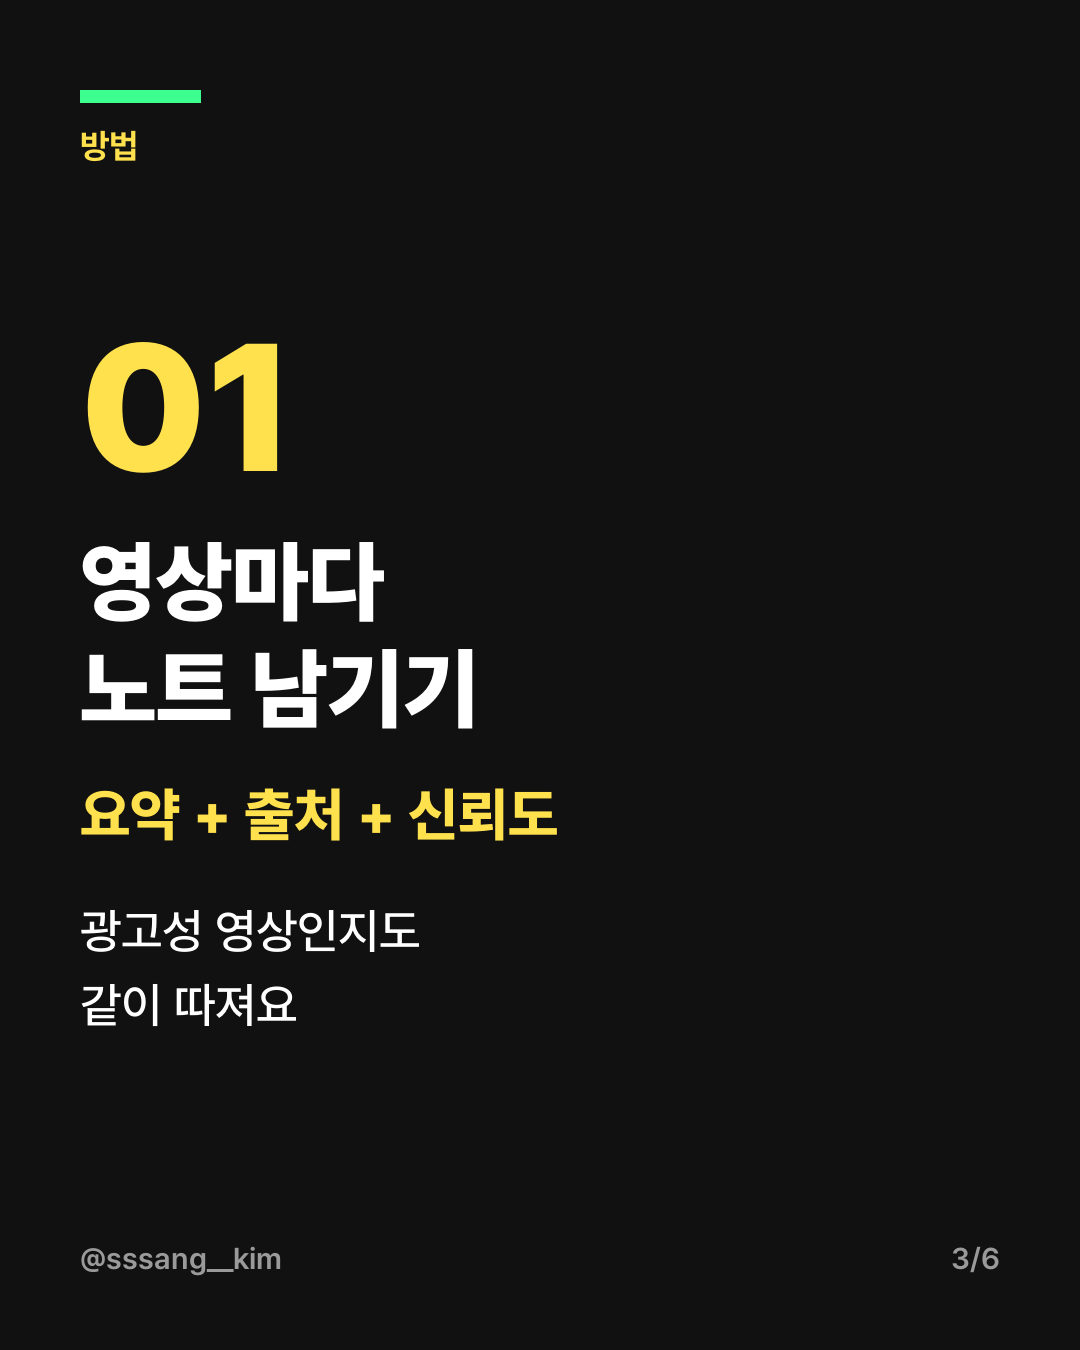 방법
01
영상마다
노트 남기기
요약 + 출처 + 신뢰도
광고성 영상인지도
같이 따져요
@sssang__kim
3/6